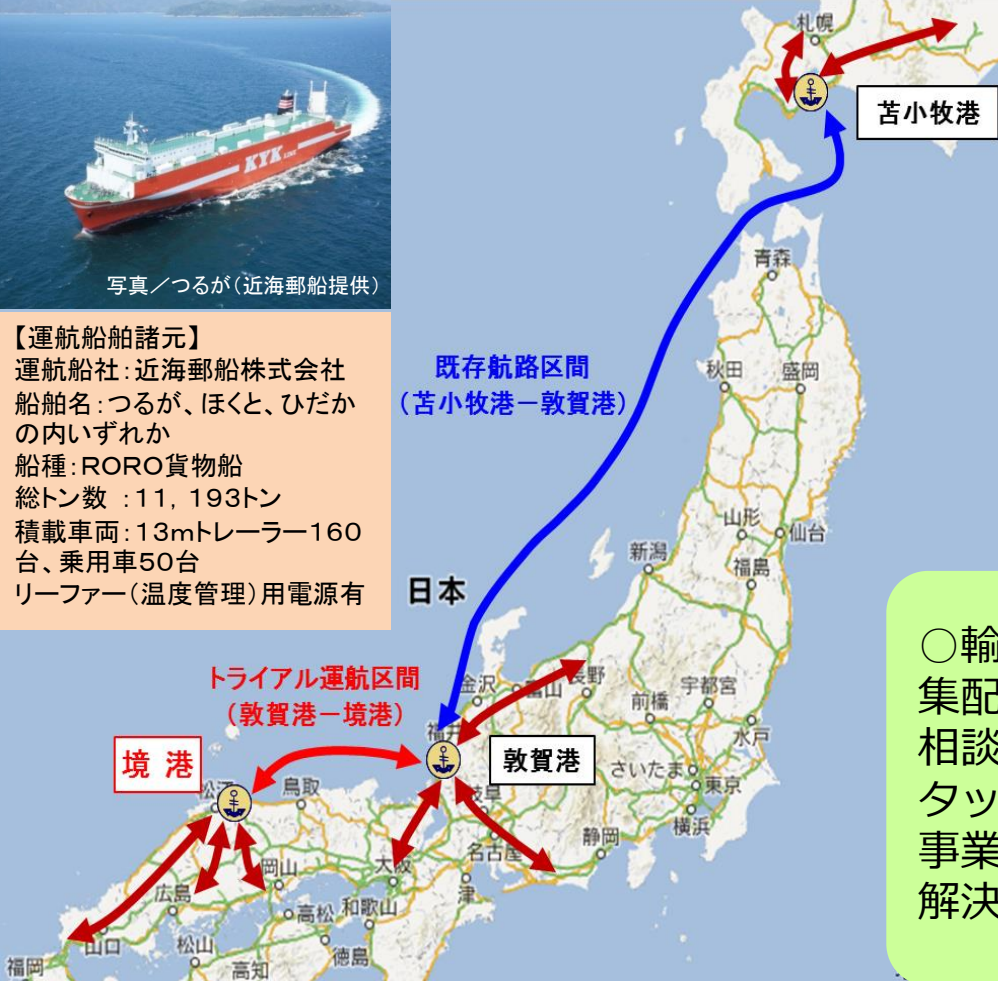 KYK LINE
写真／つるが（近海郵船提供）
【運航船舶諸元】
運航船社：近海郵船株式会社
船舶名：つるが、ほくと、ひだか
の内いずれか
船種：RORO貨物船
総トン数 ：11, 193トン
積載車両：13mトレーラー160
台、乗用車50台
リーファー（温度管理）用電源有
札幌
苫小牧港
青森
既存航路区間
（苫小牧港－敦賀港）
秋田
盛岡
山形
仙台
新潟
福島
日本
トライアル運航区間
（敦賀港－境港）
金沢
富山
長野
前橋
宇都宮
水戸
福井
敦賀港
さいたま
東京
横浜
境 港
松江
鳥取
岐阜
名古屋
静岡
津
大阪
岡山
広島
高松
和歌山
山口
松山
徳島
高知
福岡
○輸
集配
相談
タッ
事業
解決